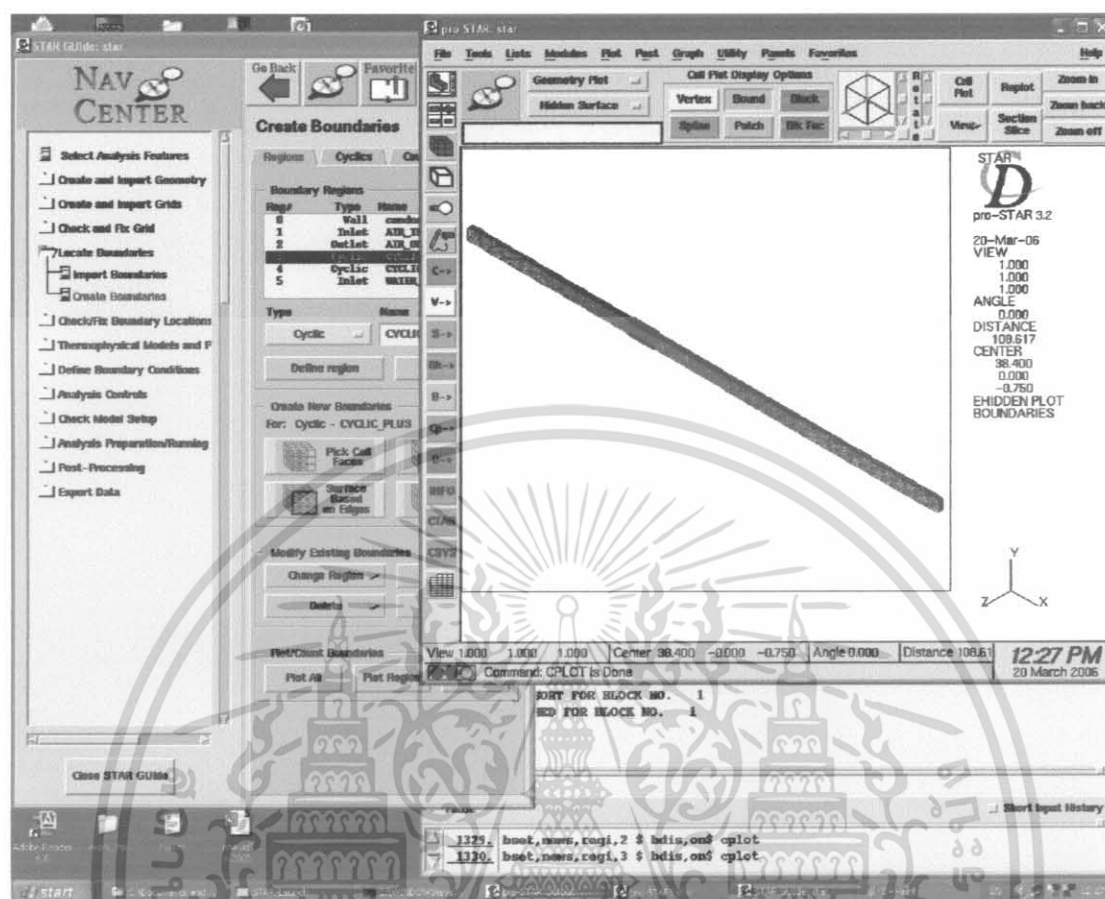 STAR GUIde: star
NAV
CENTER
Select Analysis Features
Create and Import Geometry
Create and Import Grids
Check and Fix Grid
Locate Boundaries
Import Boundaries
Create Boundaries
Check/Fix Boundary Locations
Thermophysical Models and P
Define Boundary Conditions
Analysis Controls
Check Model Setup
Analysis Preparation/Running
Post-Processing
Export Data
Close STAR GUIde
Go Back
Favorite
Create Boundaries
Regions Cyclics
Boundary Regions
Reg# Type Name
0 Wall
1 Inlet
2 Outlet
4 Cyclic CYCLIC
5 Inlet
Type Name
Cyclic CYCLIC
Define region
Create New Boundaries
For: Cyclic - CYCLIC_PLUS
Pick Cell
Faces
Surface
Based
on Edges
Modify Existing Boundaries
Change Region
Delete
Plot/Count Boundaries
Plot All Plot Region
pro STAR: star
File Tools Lists Modules Plot Post Graph Utility Panels Favorites Help
Geometry Plot
Hidden Surface
Cell Plot Display Options
Vertex Bound Block
Spline Patch Blk Fac
Rotate
Cell
Plot
Replot
Zoom in
Zoom back
View
Section
Slice
Zoom off
C->
V->
S->
B->
INFO
CSYS
STAR
D
pro-STAR 3.2
20-Mar-06
VIEW
1.000
1.000
1.000
ANGLE
0.000
DISTANCE
108.617
CENTER
38.400
0.000
-0.750
EHIDDEN PLOT
BOUNDARIES
Y
Z X
View 1.000 1.000 1.000 Center 38.400 -0.000 -0.750 Angle 0.000 Distance 108.61
12:27 PM
20 March 2006
Command: CPLOT is Done
SORT FOR BLOCK NO. 1
FOR BLOCK NO. 1
Short Input History
1329. bset,news,regi,2 $ bdis,on$ cplot
1330. bset,news,regi,3 $ bdis,on$ cplot
Adobe Reader
start